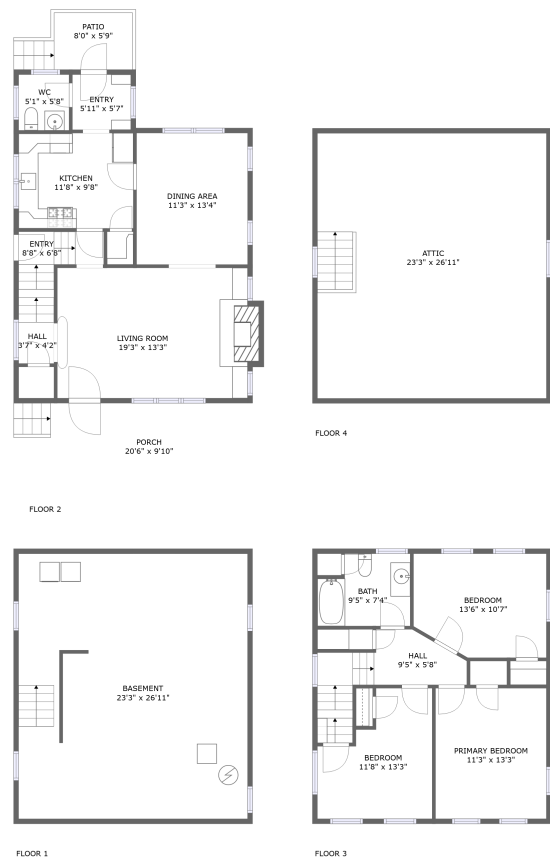 PATIO
8'0" x 5'9"
WC
5'1" x 5'8"
ENTRY
5'11" x 5'7"
KITCHEN
11'8" x 9'8"
DINING AREA
11'3" x 13'4"
ENTRY
8'8" x 6'8"
HALL
3'7" x 4'2"
LIVING ROOM
19'3" x 13'3"
PORCH
20'6" x 9'10"
FLOOR 2
ATTIC
23'3" x 26'11"
FLOOR 4
BASEMENT
23'3" x 26'11"
FLOOR 1
BATH
9'5" x 7'4"
BEDROOM
13'6" x 10'7"
HALL
9'5" x 5'8"
BEDROOM
11'8" x 13'3"
PRIMARY BEDROOM
11'3" x 13'3"
FLOOR 3